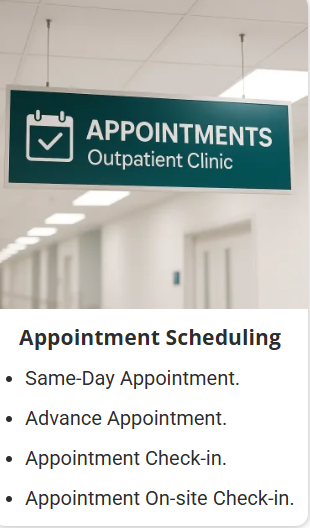 APPOINTMENTS
Outpatient Clinic
Appointment Scheduling
Same-Day Appointment.
Advance Appointment.
Appointment Check-in.
Appointment On-site Check-in.